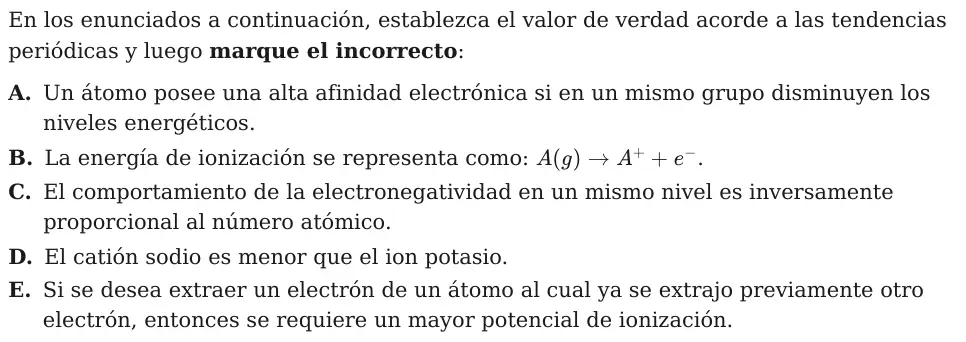 En los enunciados a continuación, establezca el valor de verdad acorde a las tendencias
periódicas y luego marque el incorrecto:
A. Un átomo posee una alta afinidad electrónica si en un mismo grupo disminuyen los
niveles energéticos.
B. La energía de ionización se representa como: A(g) → A⁺ + e⁻.
C. El comportamiento de la electronegatividad en un mismo nivel es inversamente
proporcional al número atómico.
D. El catión sodio es menor que el ion potasio.
E. Si se desea extraer un electrón de un átomo al cual ya se extrajo previamente otro
electrón, entonces se requiere un mayor potencial de ionización.